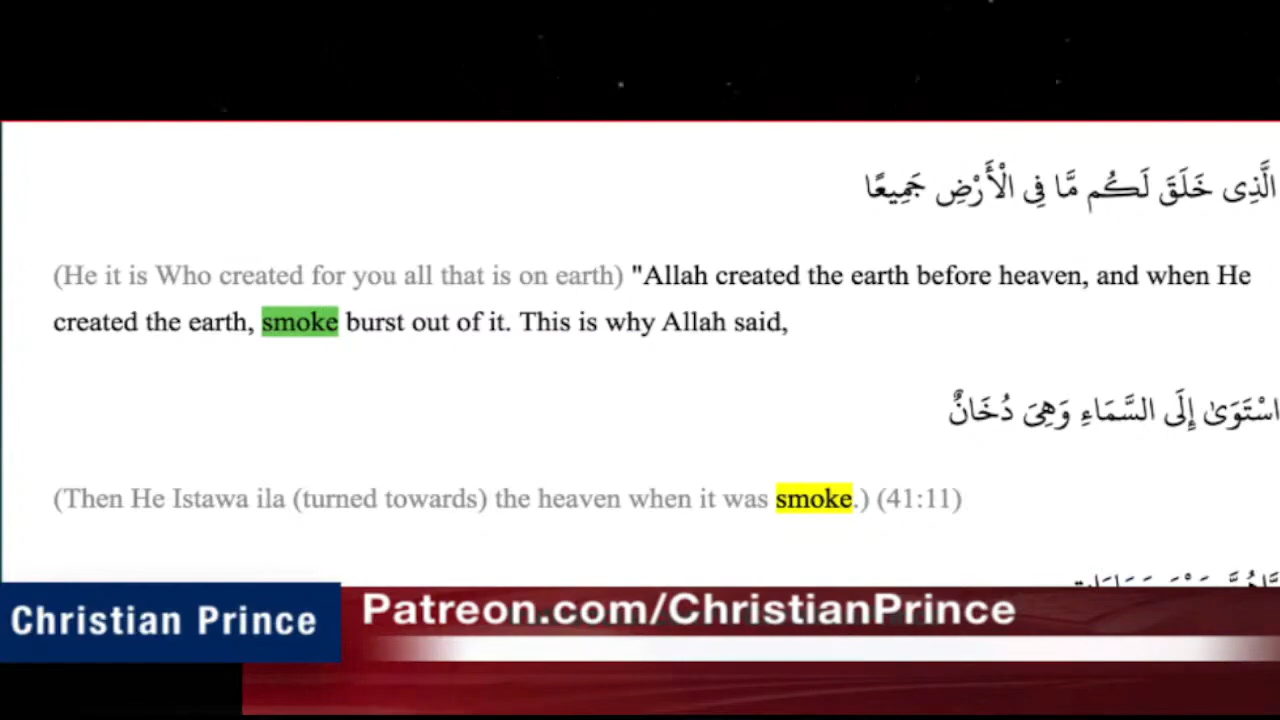 الَّذِى خَلَقَ لَكُم مَّا فِى الْأَرْضِ جَمِيعًا
(He it is Who created for you all that is on earth) "Allah created the earth before heaven, and when He
created the earth, smoke burst out of it. This is why Allah said,
اسْتَوَىٰ إِلَى السَّمَاءِ وَهِىَ دُخَانٌ
(Then He Istawa ila (turned towards) the heaven when it was smoke.) (41:11)
Christian Prince
Patreon.com/ChristianPrince